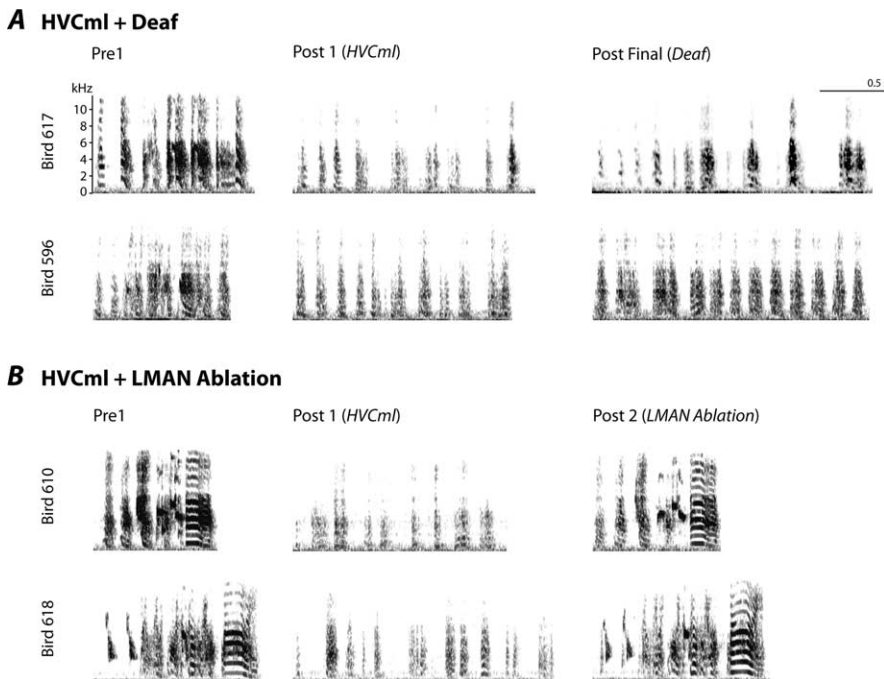 A HVCml + Deaf
Pre1
Post 1 (HVCml)
Post Final (Deaf)
0.5
kHz
10
8
6
4
2
0
Bird 617
Bird 596
B HVCml + LMAN Ablation
Pre1
Post 1 (HVCml)
Post 2 (LMAN Ablation)
Bird 610
Bird 618